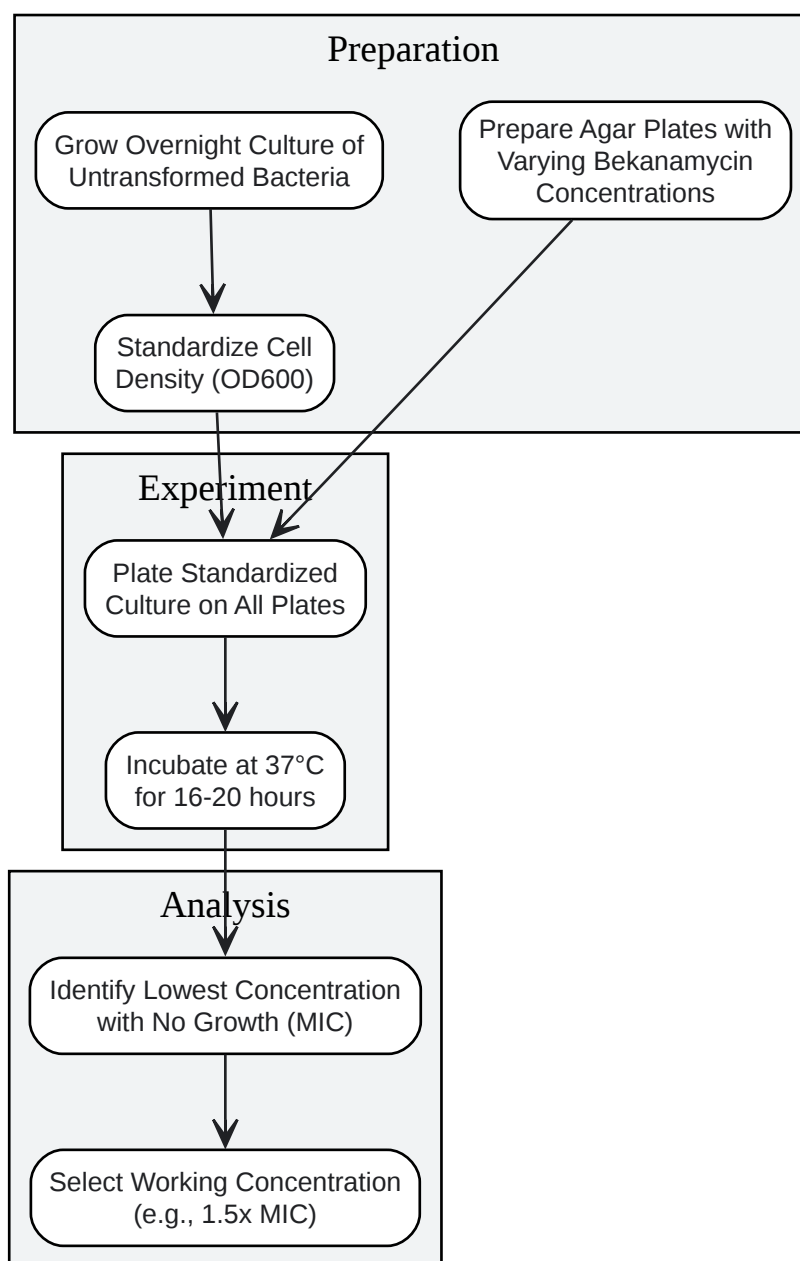 Preparation
Grow Overnight Culture of
Untransformed Bacteria
Prepare Agar Plates with
Varying Bekanamycin
Concentrations
Standardize Cell
Density (OD600)
Experiment
Plate Standardized
Culture on All Plates
Incubate at 37°C
for 16-20 hours
Analysis
Identify Lowest Concentration
with No Growth (MIC)
Select Working Concentration
(e.g., 1.5x MIC)